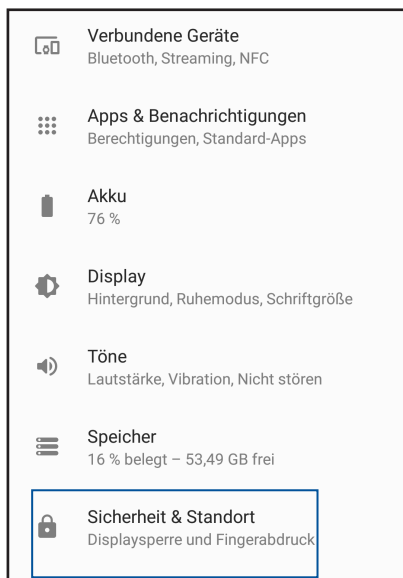 Verbundene Geräte
Bluetooth, Streaming, NFC
Apps & Benachrichtigungen
Berechtigungen, Standard-Apps
Akku
76 %
Display
Hintergrund, Ruhemodus, Schriftgröße
Töne
Lautstärke, Vibration, Nicht stören
Speicher
16 % belegt – 53,49 GB frei
Sicherheit & Standort
Displaysperre und Fingerabdruck